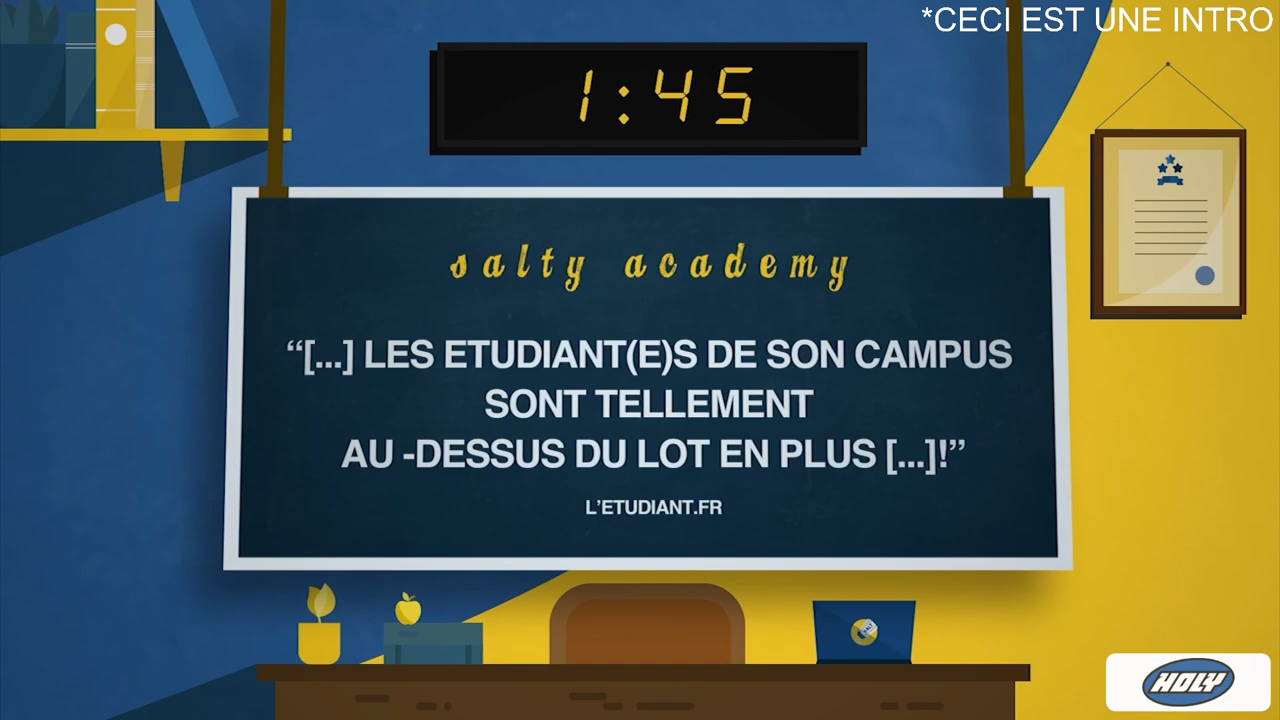 *CECI EST UNE INTRO
1:45
salty academy
“[...] LES ETUDIANT(E)S DE SON CAMPUS
SONT TELLEMENT
AU -DESSUS DU LOT EN PLUS [...]!”
L’ETUDIANT.FR
HOLY